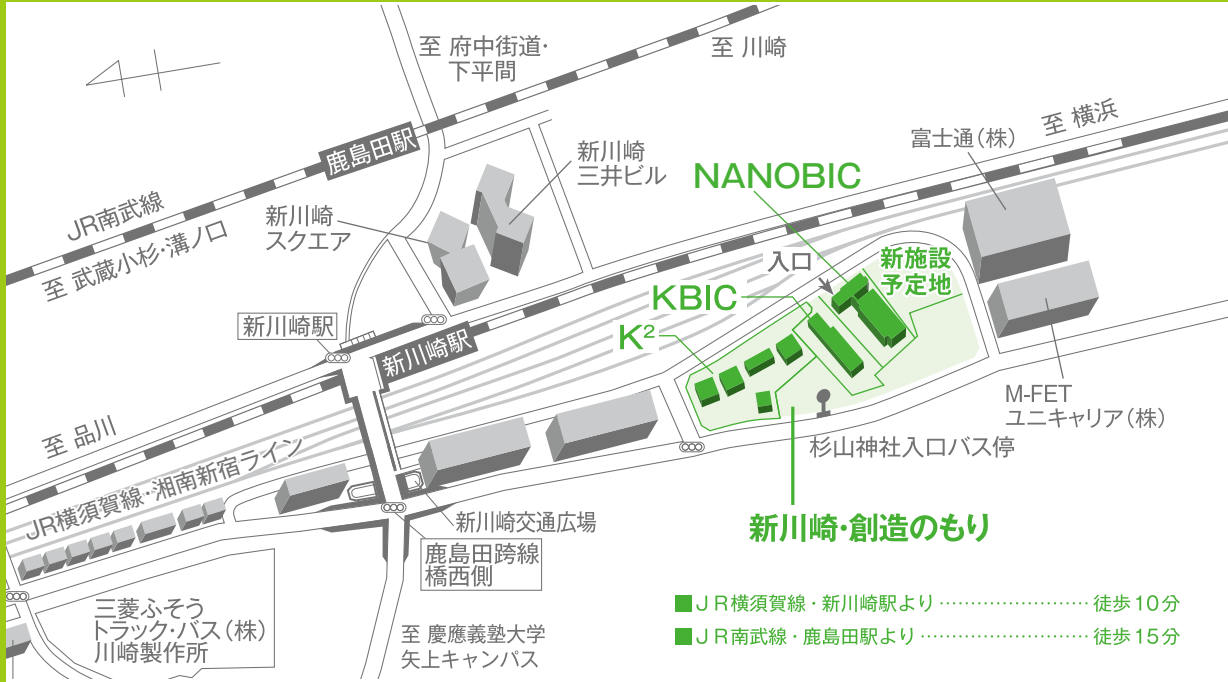 至 府中街道・
下平間
至 川崎
鹿島田駅
新川崎
三井ビル
NANOBIC
富士通（株）
至 横浜
JR南武線
至 武蔵小杉・溝ノ口
新川崎
スクエア
入口
新施設
予定地
KBIC
K²
新川崎駅
新川崎駅
M-FET
ユニキャリア（株）
至 品川
杉山神社入口バス停
JR横須賀線・湘南新宿ライン
新川崎交通広場
新川崎・創造のもり
鹿島田跨線
橋西側
三菱ふそう
トラック・バス（株）
川崎製作所
至 慶應義塾大学
矢上キャンパス
■ＪＲ横須賀線・新川崎駅より ……………………… 徒歩10分
■ＪＲ南武線・鹿島田駅より ………………………… 徒歩15分